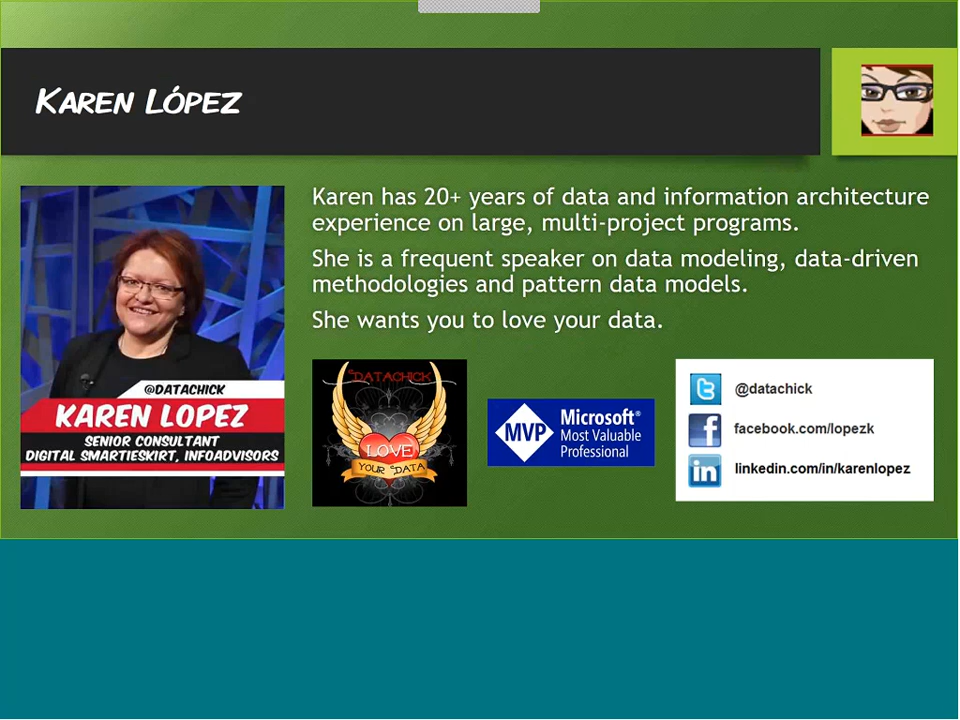 KAREN LÓPEZ
Karen has 20+ years of data and information architecture
experience on large, multi-project programs.
She is a frequent speaker on data modeling, data-driven
methodologies and pattern data models.
She wants you to love your data.
@DATACHICK
KAREN LOPEZ
SENIOR CONSULTANT
DIGITAL SMARTIESKIRT, INFOADVISORS
DATACHICK
LOVE
YOUR DATA
MVP
Microsoft®
Most Valuable
Professional
@datachick
facebook.com/lopezk
linkedin.com/in/karenlopez